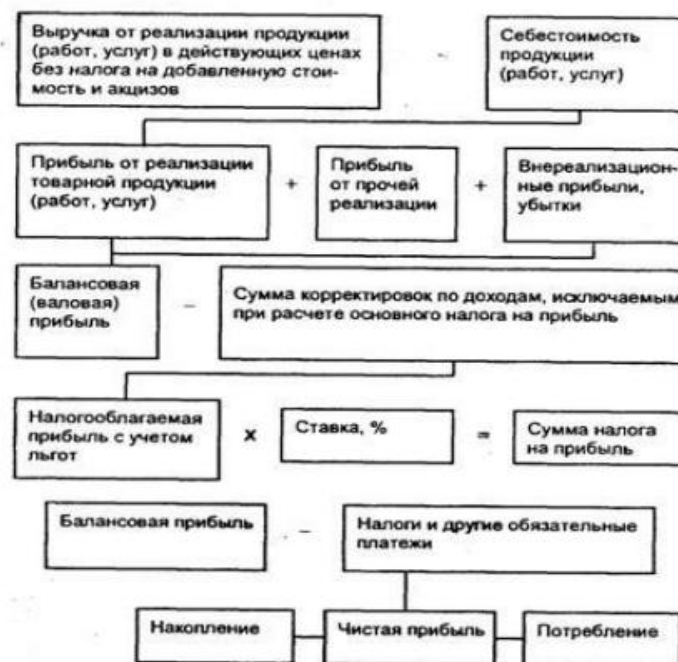 Выручка от реализации продукции
(работ, услуг) в действующих ценах
без налога на добавленную стои-
мость и акцизов
-
Себестоимость
продукции
(работ, услуг)
Прибыль от реализации
товарной продукции
(работ, услуг)
+
Прибыль
от прочей
реализации
+
Внереализацион-
ные прибыли,
убытки
Балансовая
(валовая)
прибыль
–
Сумма корректировок по доходам, исключаемым
при расчете основного налога на прибыль
Налогооблагаемая
прибыль с учетом
льгот
х
Ставка, %
=
Сумма налога
на прибыль
Балансовая прибыль
–
Налоги и другие обязательные
платежи
Накопление
Чистая прибыль
Потребление